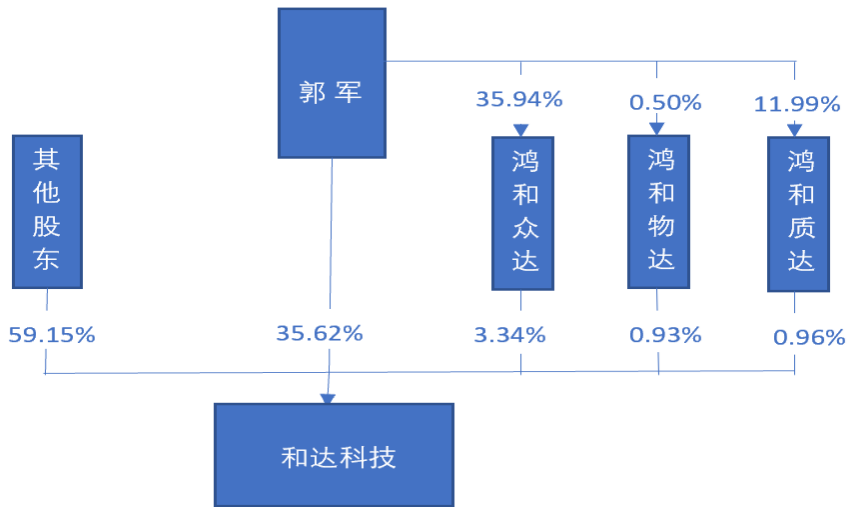 郭 军
35.94%
0.50%
11.99%
其他股东
鸿和众达
鸿和物达
鸿和质达
59.15%
35.62%
3.34%
0.93%
0.96%
和达科技